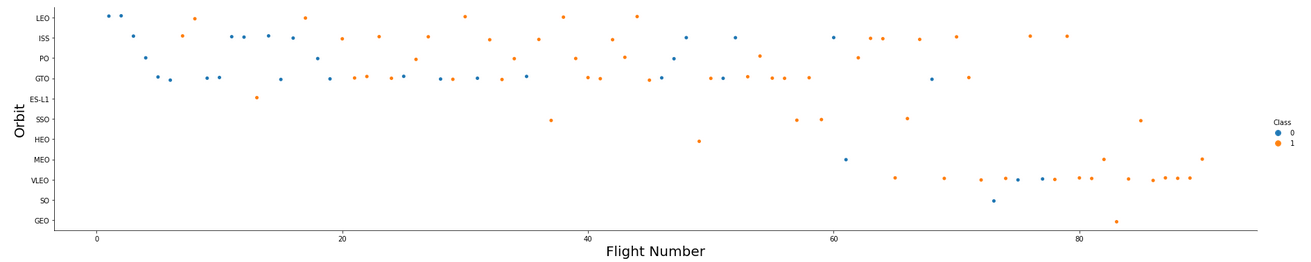 LEO
ISS
PO
GTO
ES-L1
SSO
HEO
MEO
VLEO
SO
GEO
Orbit
0 20 40 60 80
Flight Number
Class
0
1